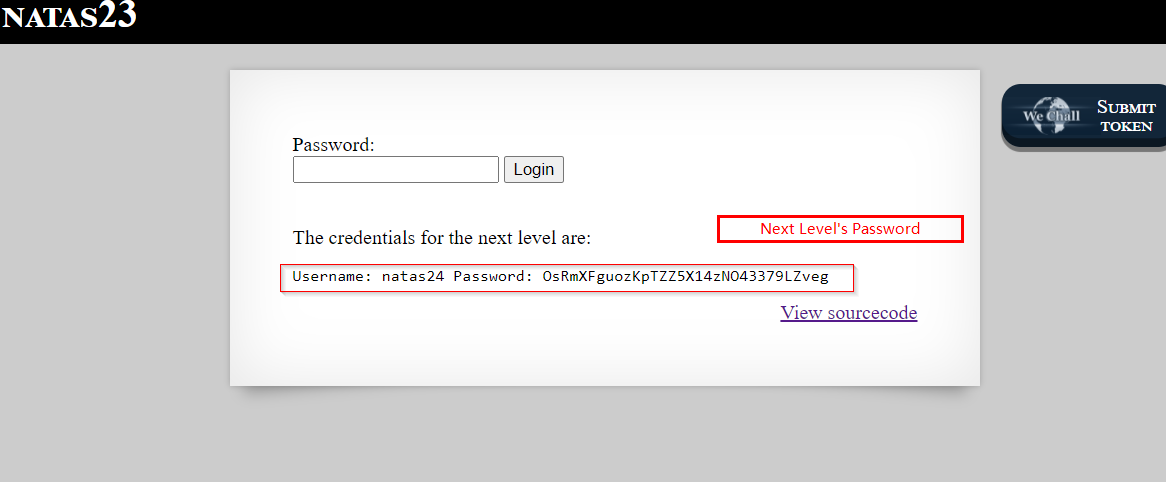 NATAS23
We Chall
SUBMIT
TOKEN
Password:
Login
Next Level's Password
The credentials for the next level are:
Username: natas24 Password: OsRmXFguozKpTZZ5X14zNO43379LZveg
View sourcecode